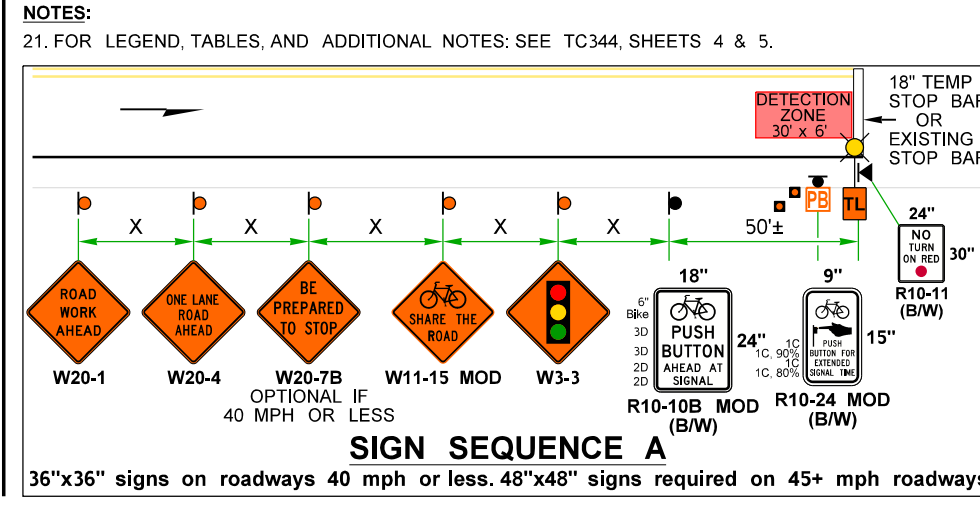 NOTES:
21. FOR LEGEND, TABLES, AND ADDITIONAL NOTES: SEE TC344, SHEETS 4 & 5.
DETECTION
ZONE
30' x 6'
18" TEMP
STOP BAR
OR
EXISTING
STOP BAR
X
X
X
X
X
50'±
PB
TL
24"
NO
TURN
ON RED
30"
R10-11
(B/W)
ROAD
WORK
AHEAD
W20-1
ONE LANE
ROAD
AHEAD
W20-4
BE
PREPARED
TO STOP
W20-7B
OPTIONAL IF
40 MPH OR LESS
SHARE THE
ROAD
W11-15 MOD
W3-3
18"
6"
Bike
3D
3D
2D
2D
PUSH
BUTTON
AHEAD AT
SIGNAL
24"
R10-10B MOD
(B/W)
9"
1C
1C, 90%
1C
1C, 80%
PUSH
BUTTON FOR
EXTENDED
SIGNAL TIME
15"
R10-24 MOD
(B/W)
SIGN SEQUENCE A
36"x36" signs on roadways 40 mph or less. 48"x48" signs required on 45+ mph roadways